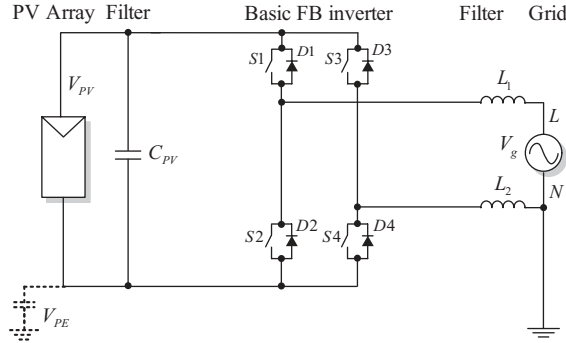 PV Array Filter Basic FB inverter Filter Grid
S1 D1 S3 D3
V_PV
L_1
L
C_PV
V_g
L_2
N
S2 D2 S4 D4
V_PE